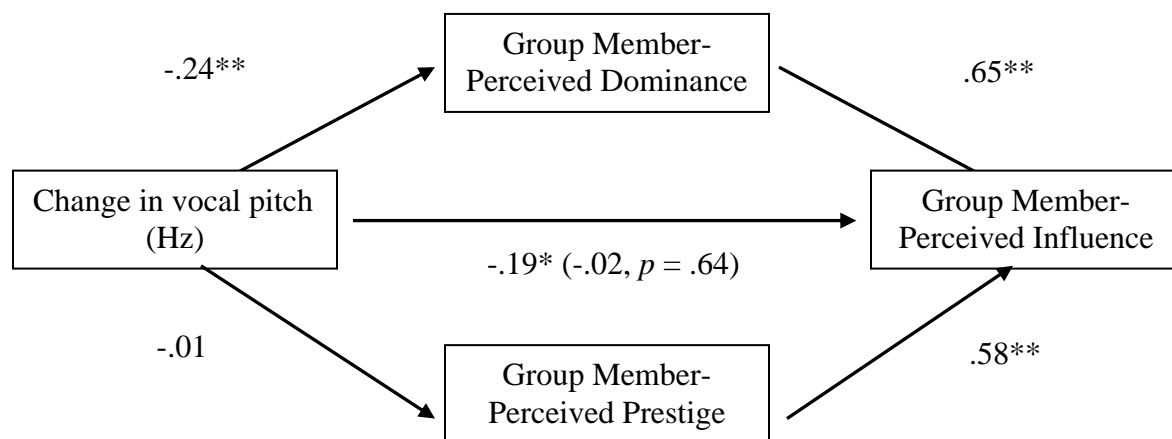 Group Member-
Perceived Dominance
-.24**
.65**
Change in vocal pitch
(Hz)
Group Member-
Perceived Influence
-.19* (-.02, p = .64)
-.01
.58**
Group Member-
Perceived Prestige